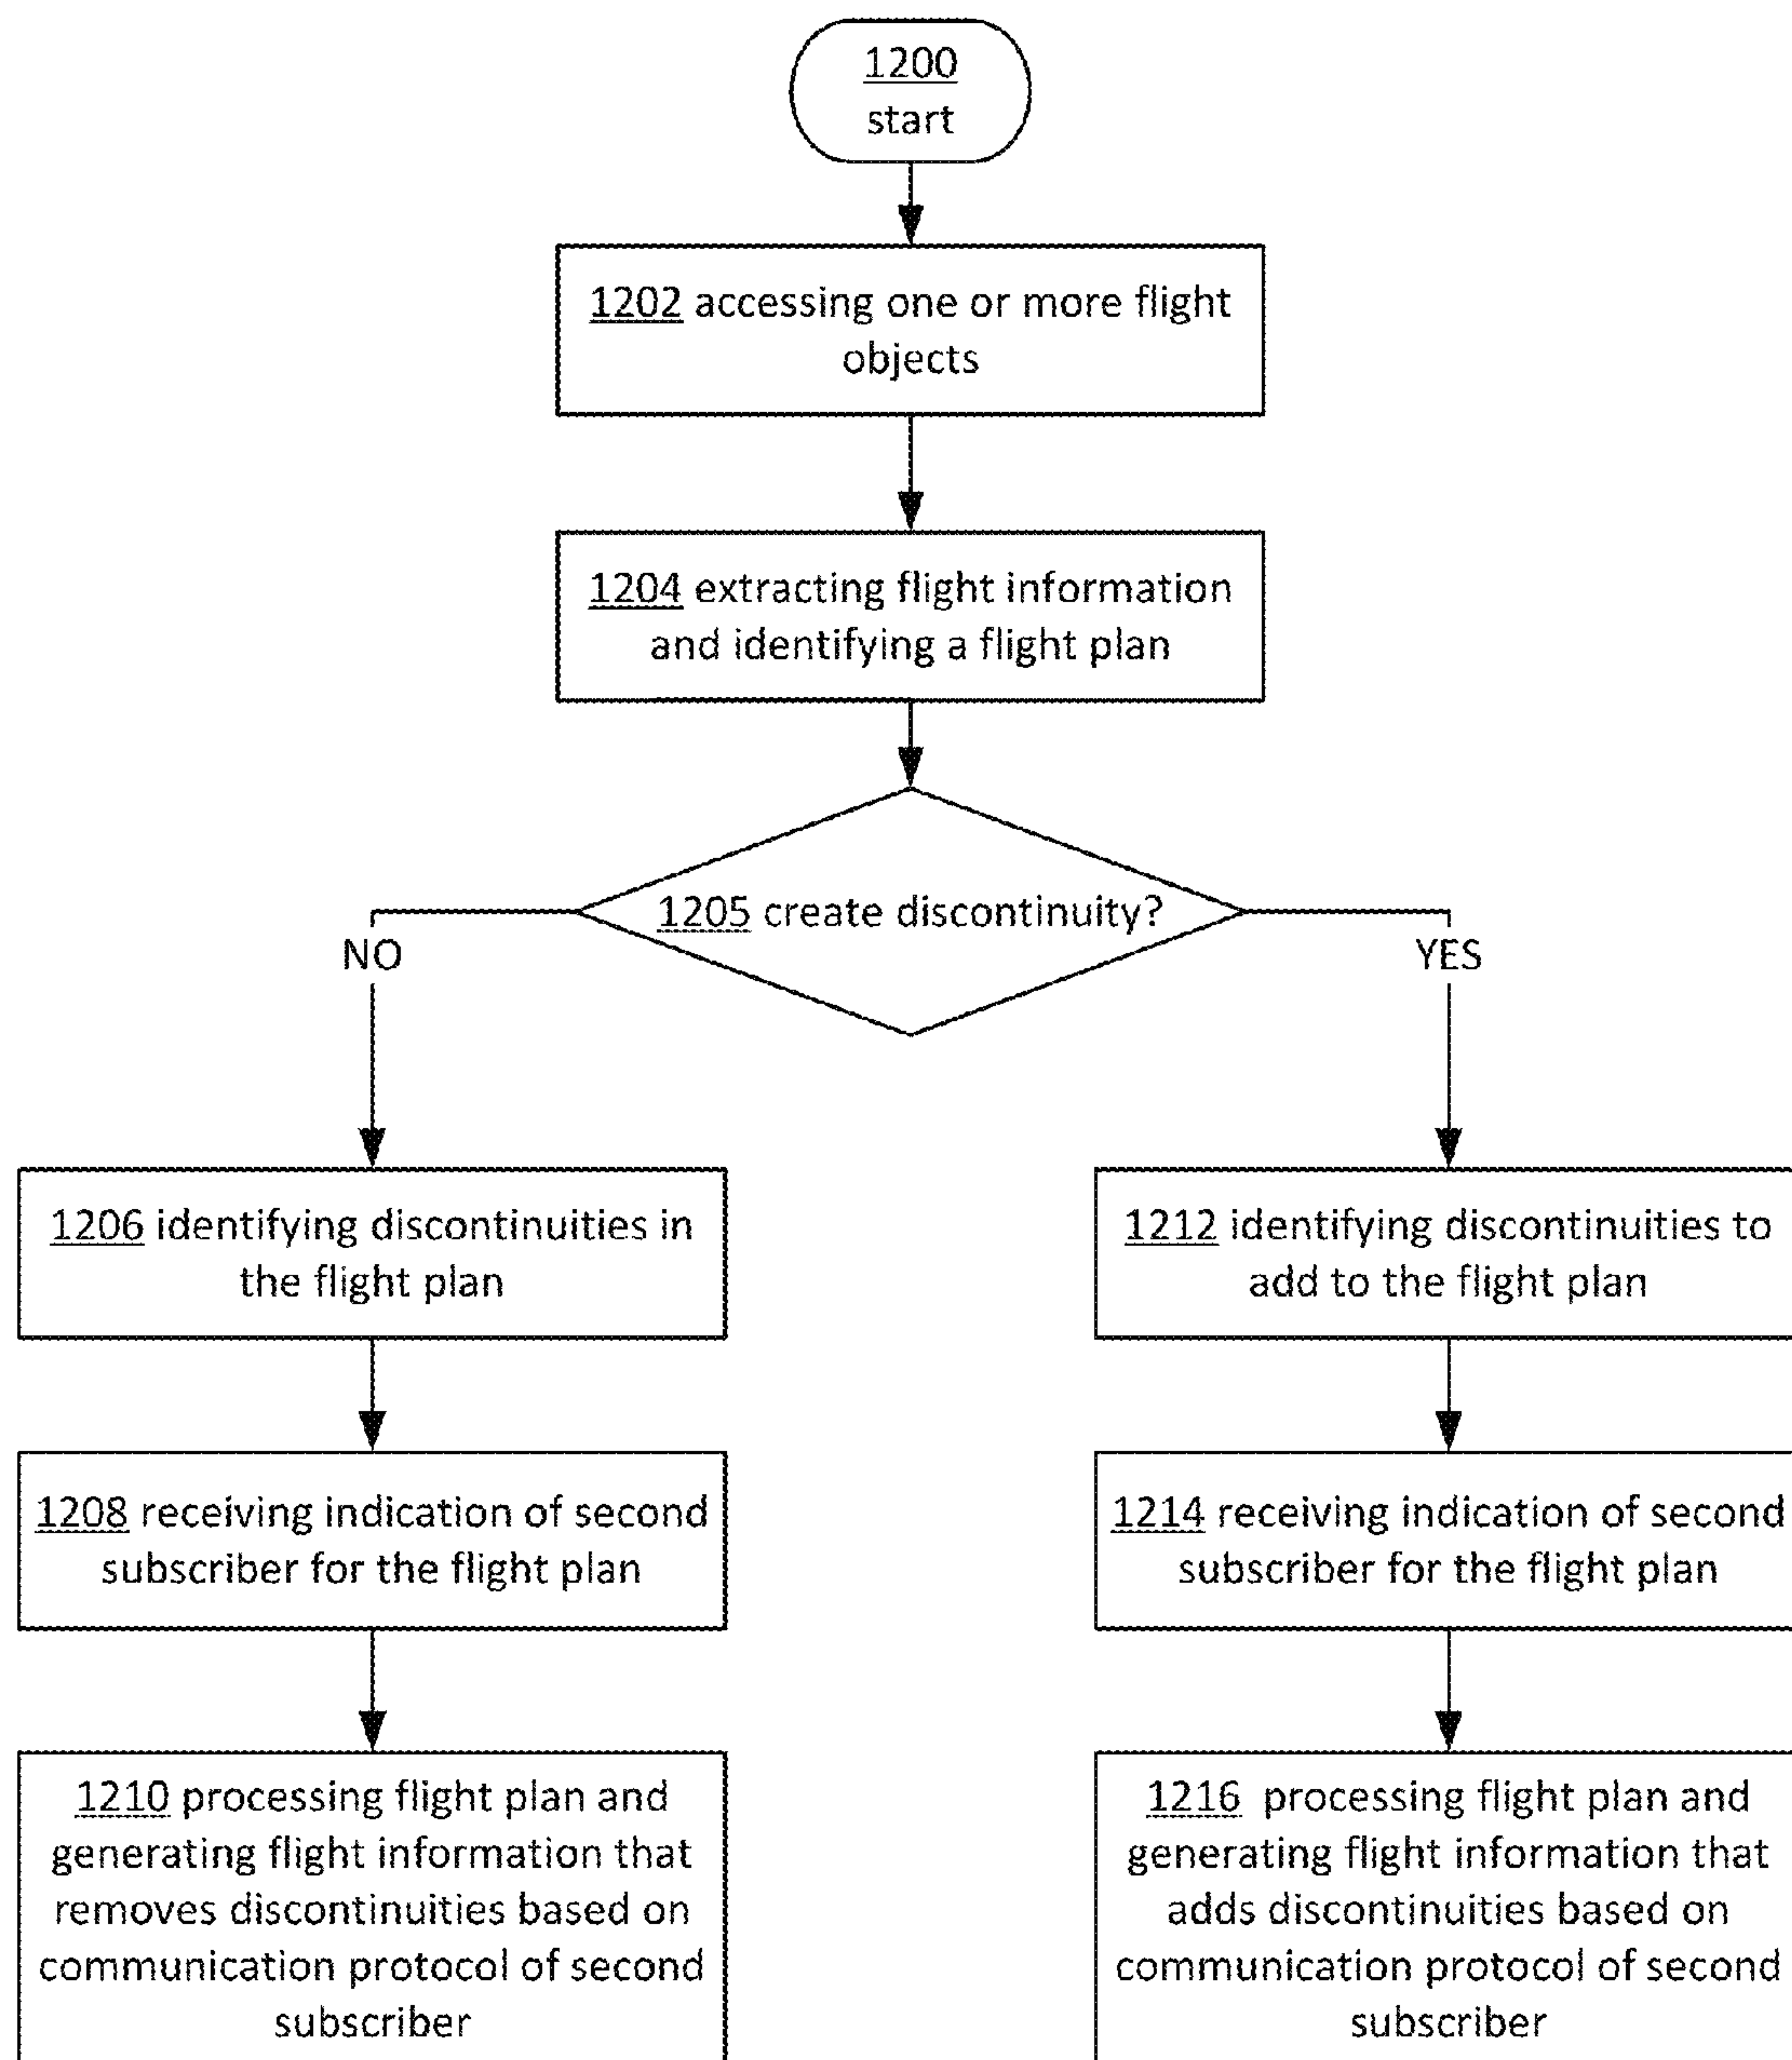 1200
start
1202 accessing one or more flight
objects
1204 extracting flight information
and identifying a flight plan
1205 create discontinuity?
NO
YES
1206 identifying discontinuities in
the flight plan
1212 identifying discontinuities to
add to the flight plan
1208 receiving indication of second
subscriber for the flight plan
1214 receiving indication of second
subscriber for the flight plan
1210 processing flight plan and
generating flight information that
removes discontinuities based on
communication protocol of second
subscriber
1216 processing flight plan and
generating flight information that
adds discontinuities based on
communication protocol of second
subscriber